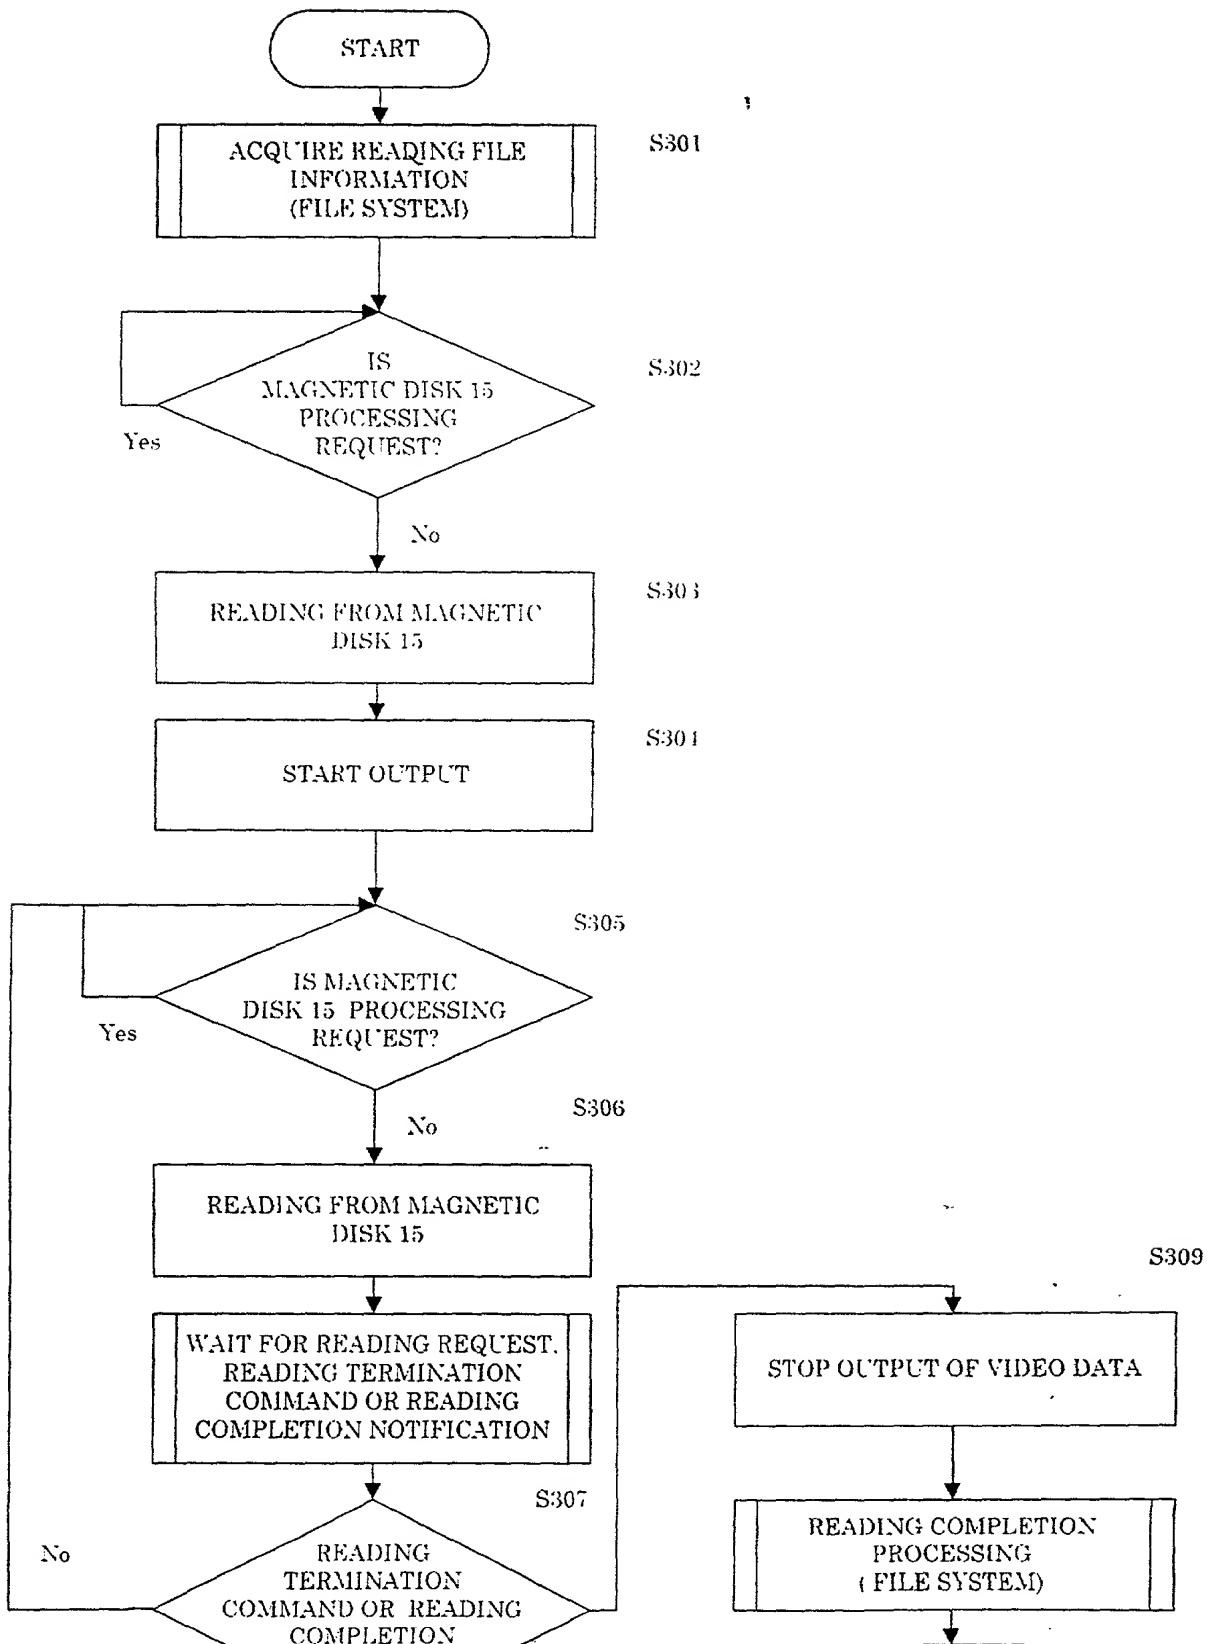 START
S301
ACQUIRE READING FILE
INFORMATION
(FILE SYSTEM)
S302
IS
MAGNETIC DISK 15
PROCESSING
REQUEST?
Yes
No
S303
READING FROM MAGNETIC
DISK 15
S304
START OUTPUT
S305
IS MAGNETIC
DISK 15 PROCESSING
REQUEST?
Yes
No
S306
READING FROM MAGNETIC
DISK 15
WAIT FOR READING REQUEST,
READING TERMINATION
COMMAND OR READING
COMPLETION NOTIFICATION
S307
No
READING
TERMINATION
COMMAND OR READING
COMPLETION
S309
STOP OUTPUT OF VIDEO DATA
READING COMPLETION
PROCESSING
( FILE SYSTEM)